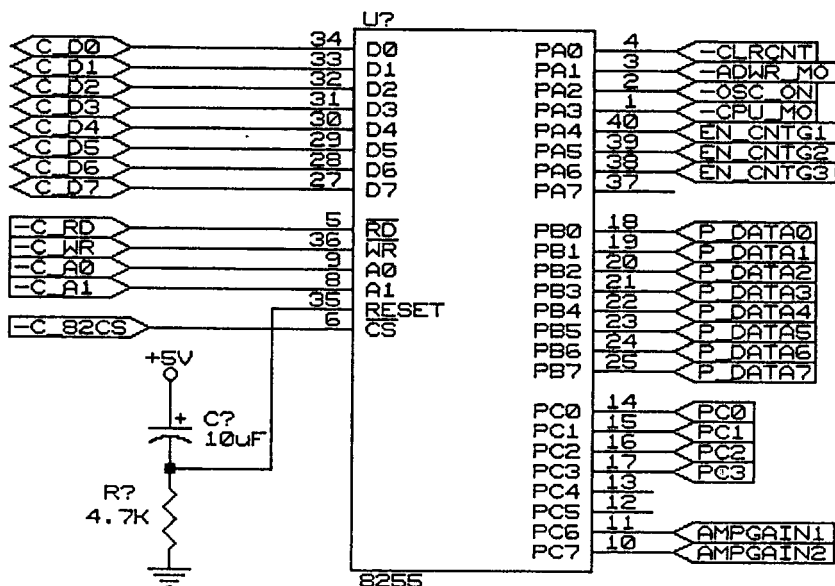 U?
C_D0 34 D0 PA0 4 -CLRCNT
C_D1 33 D1 PA1 3 -ADWR_MO
C_D2 32 D2 PA2 2 -OSC_ON
C_D3 31 D3 PA3 1 -CPU_MO
C_D4 30 D4 PA4 40 EN_CNTG1
C_D5 29 D5 PA5 39 EN_CNTG2
C_D6 28 D6 PA6 38 EN_CNTG3
C_D7 27 D7 PA7 37
-C_RD 5 RD PB0 18 P_DATA0
-C_WR 36 WR PB1 19 P_DATA1
-C_A0 9 A0 PB2 20 P_DATA2
-C_A1 8 A1 PB3 21 P_DATA3
35 RESET PB4 22 P_DATA4
-C_82CS 6 CS PB5 23 P_DATA5
PB6 24 P_DATA6
PB7 25 P_DATA7
+5V
+ C?
10uF
PC0 14 PC0
PC1 15 PC1
PC2 16 PC2
PC3 17 PC3
PC4 13
PC5 12
PC6 11 AMPGAIN1
PC7 10 AMPGAIN2
R?
4.7K
8255